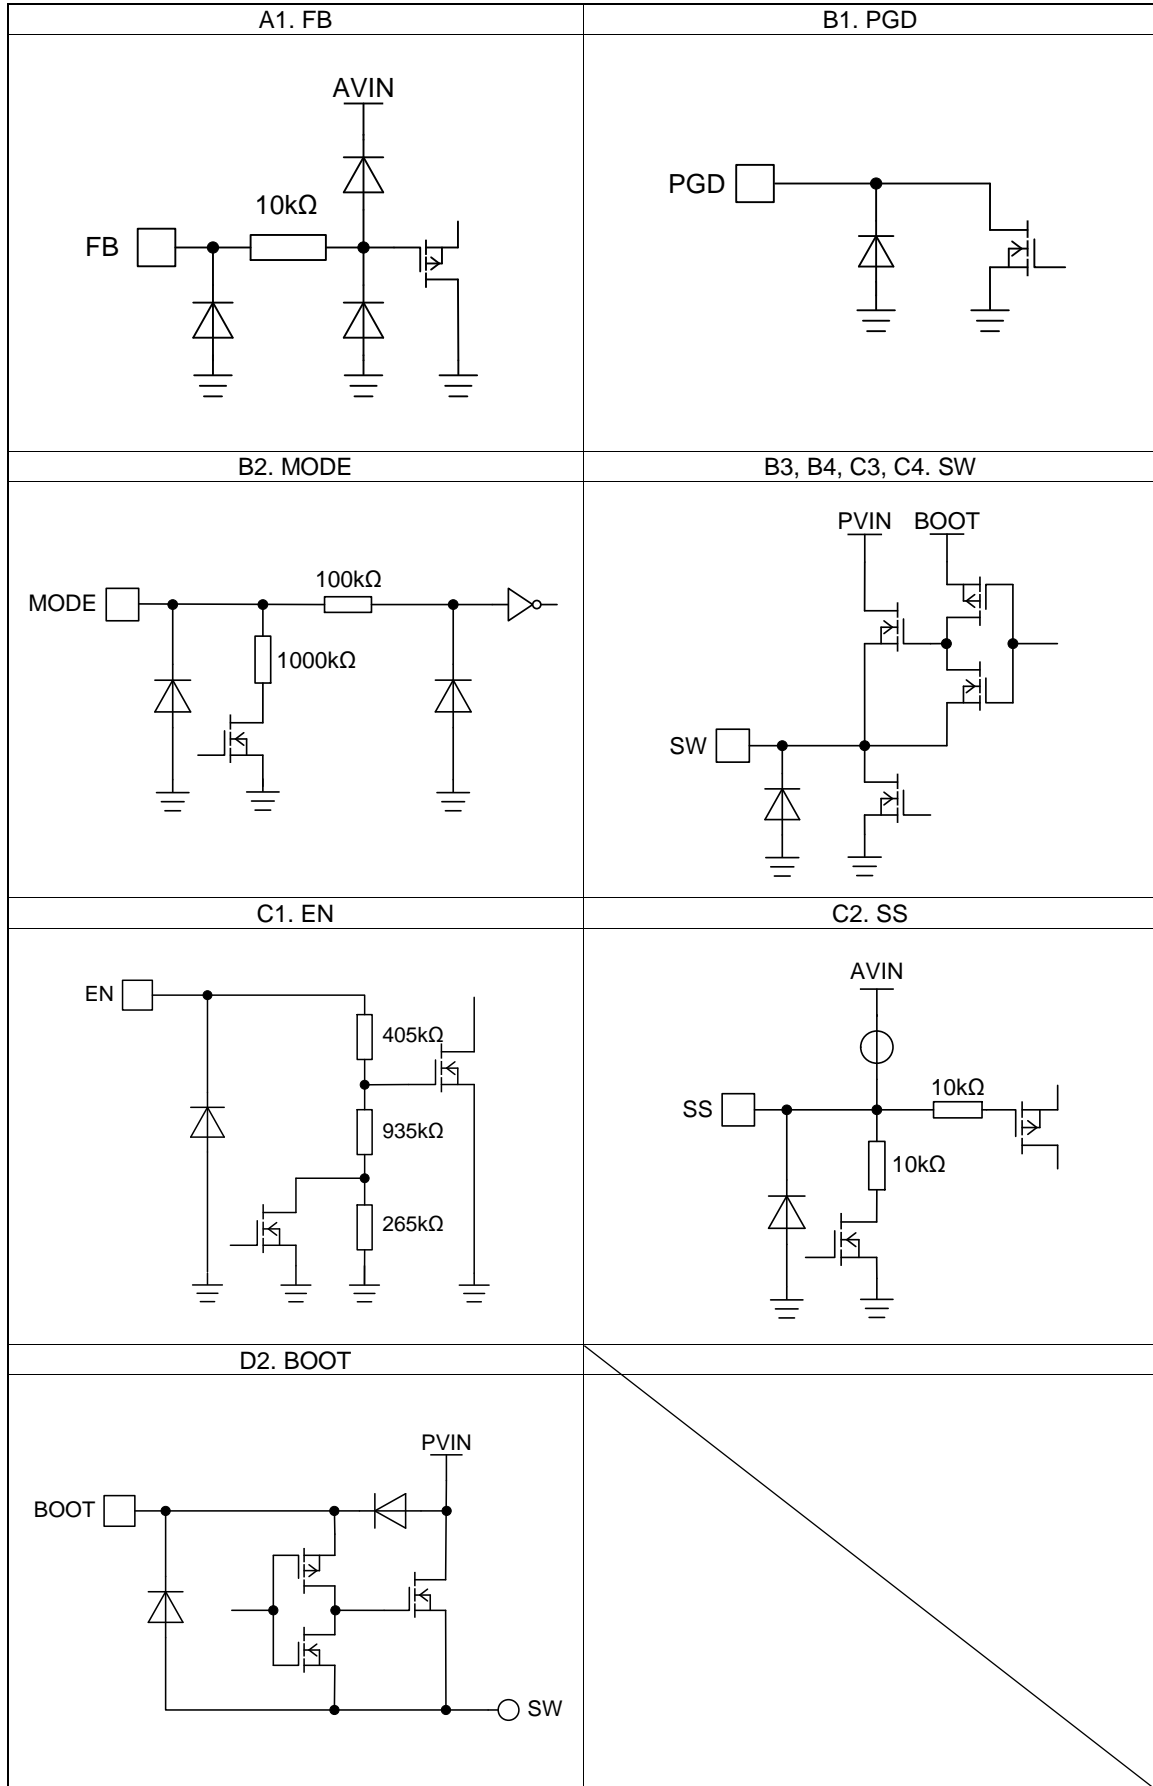 A1. FB
B1. PGD
AVIN
10kΩ
FB
PGD
B2. MODE
B3, B4, C3, C4. SW
PVIN BOOT
100kΩ
MODE
1000kΩ
SW
C1. EN
C2. SS
AVIN
EN
405kΩ
10kΩ
SS
935kΩ
10kΩ
265kΩ
D2. BOOT
PVIN
BOOT
SW